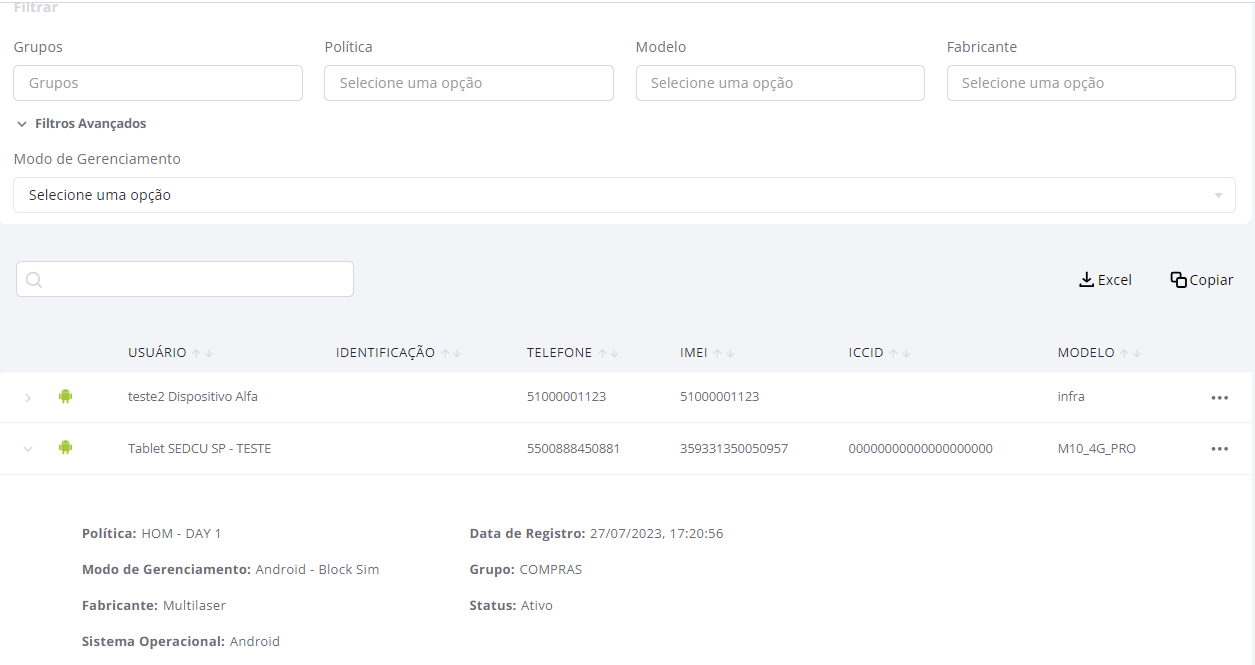 Filtrar
Grupos Política Modelo Fabricante
Grupos Selecione uma opção Selecione uma opção Selecione uma opção
Filtros Avançados
Modo de Gerenciamento
Selecione uma opção
Excel Copiar
USUÁRIO IDENTIFICAÇÃO TELEFONE IMEI ICCID MODELO
teste2 Dispositivo Alfa 51000001123 51000001123 infra
Tablet SEDCU SP - TESTE 5500888450881 359331350050957 00000000000000000000 M10_4G_PRO
Política: HOM - DAY 1 Data de Registro: 27/07/2023, 17:20:56
Modo de Gerenciamento: Android - Block Sim Grupo: COMPRAS
Fabricante: Multilaser Status: Ativo
Sistema Operacional: Android